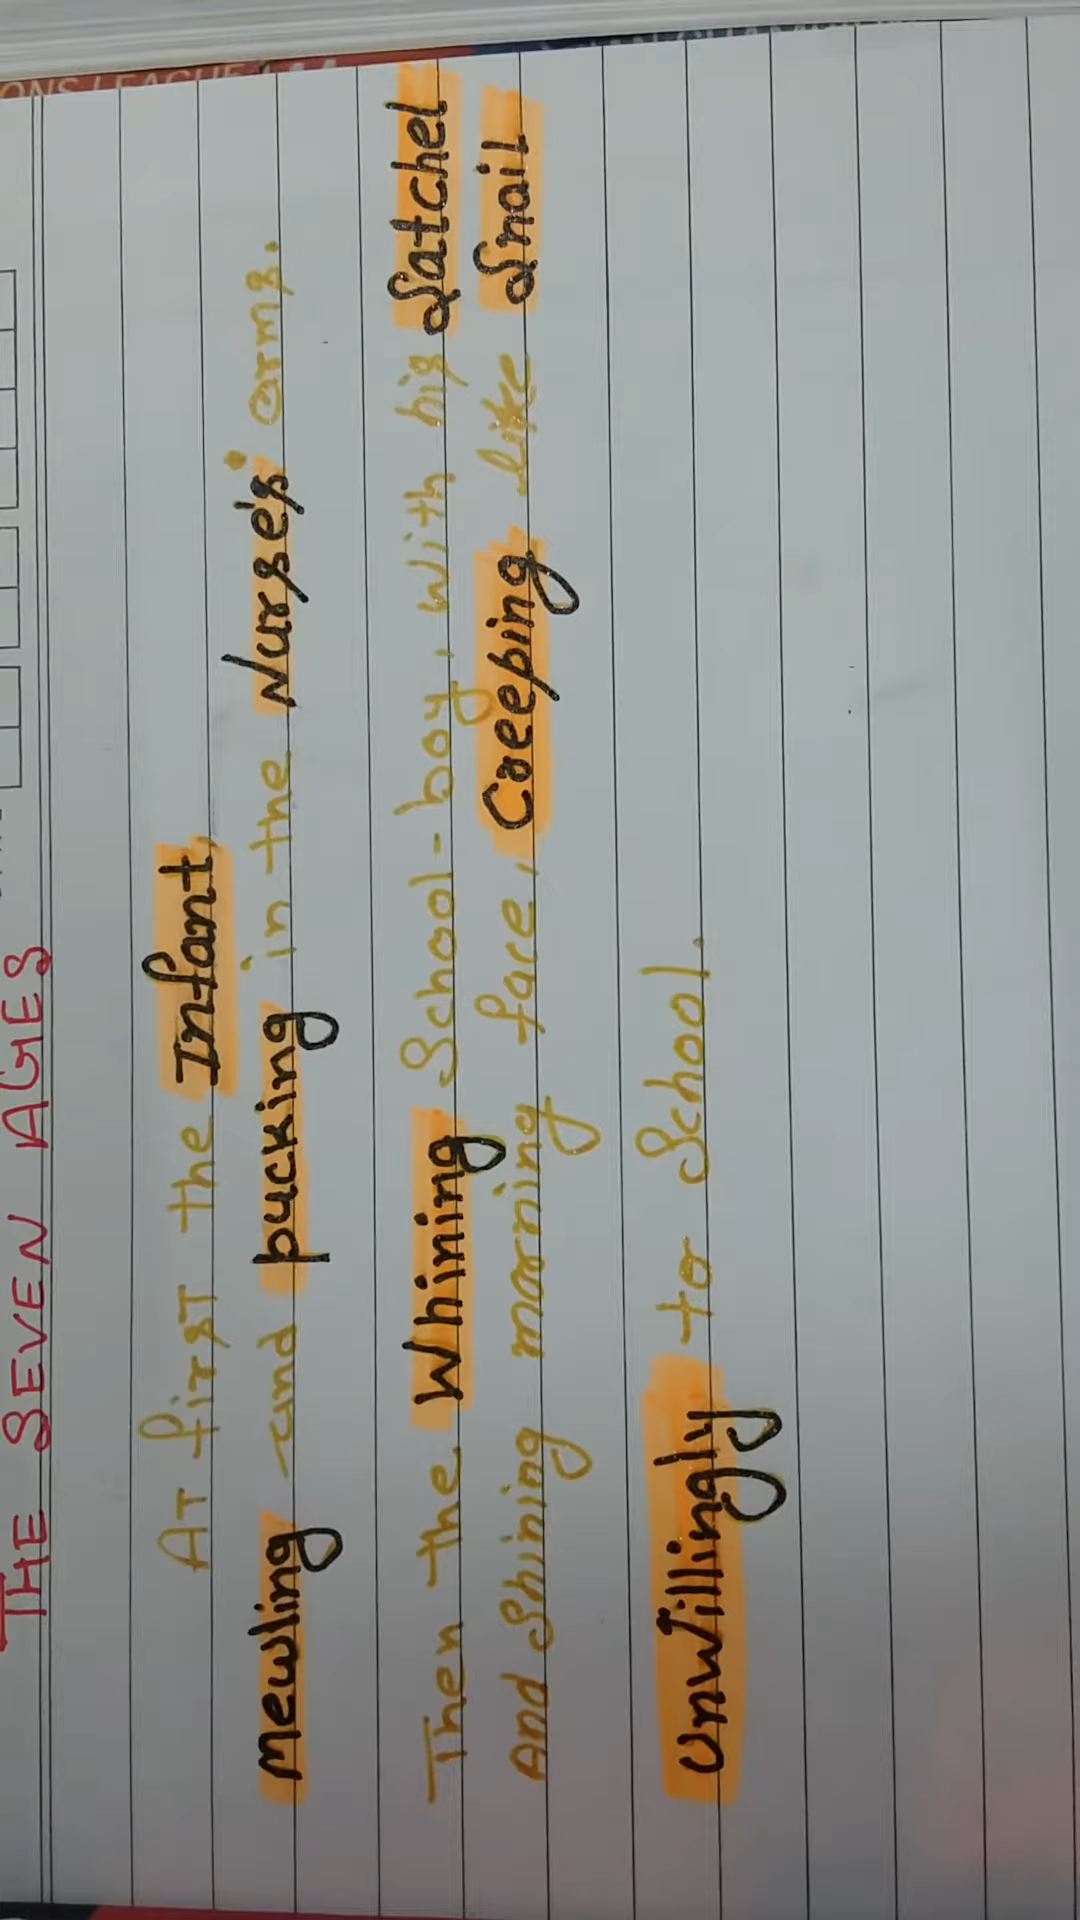 THE SEVEN AGES
AT first the Infant,
mewling and pucking in the Nurse's arms.
Then the Whining School-boy, with his Satchel
And Shining morning face, Creeping like Snail
Unwillingly to School.